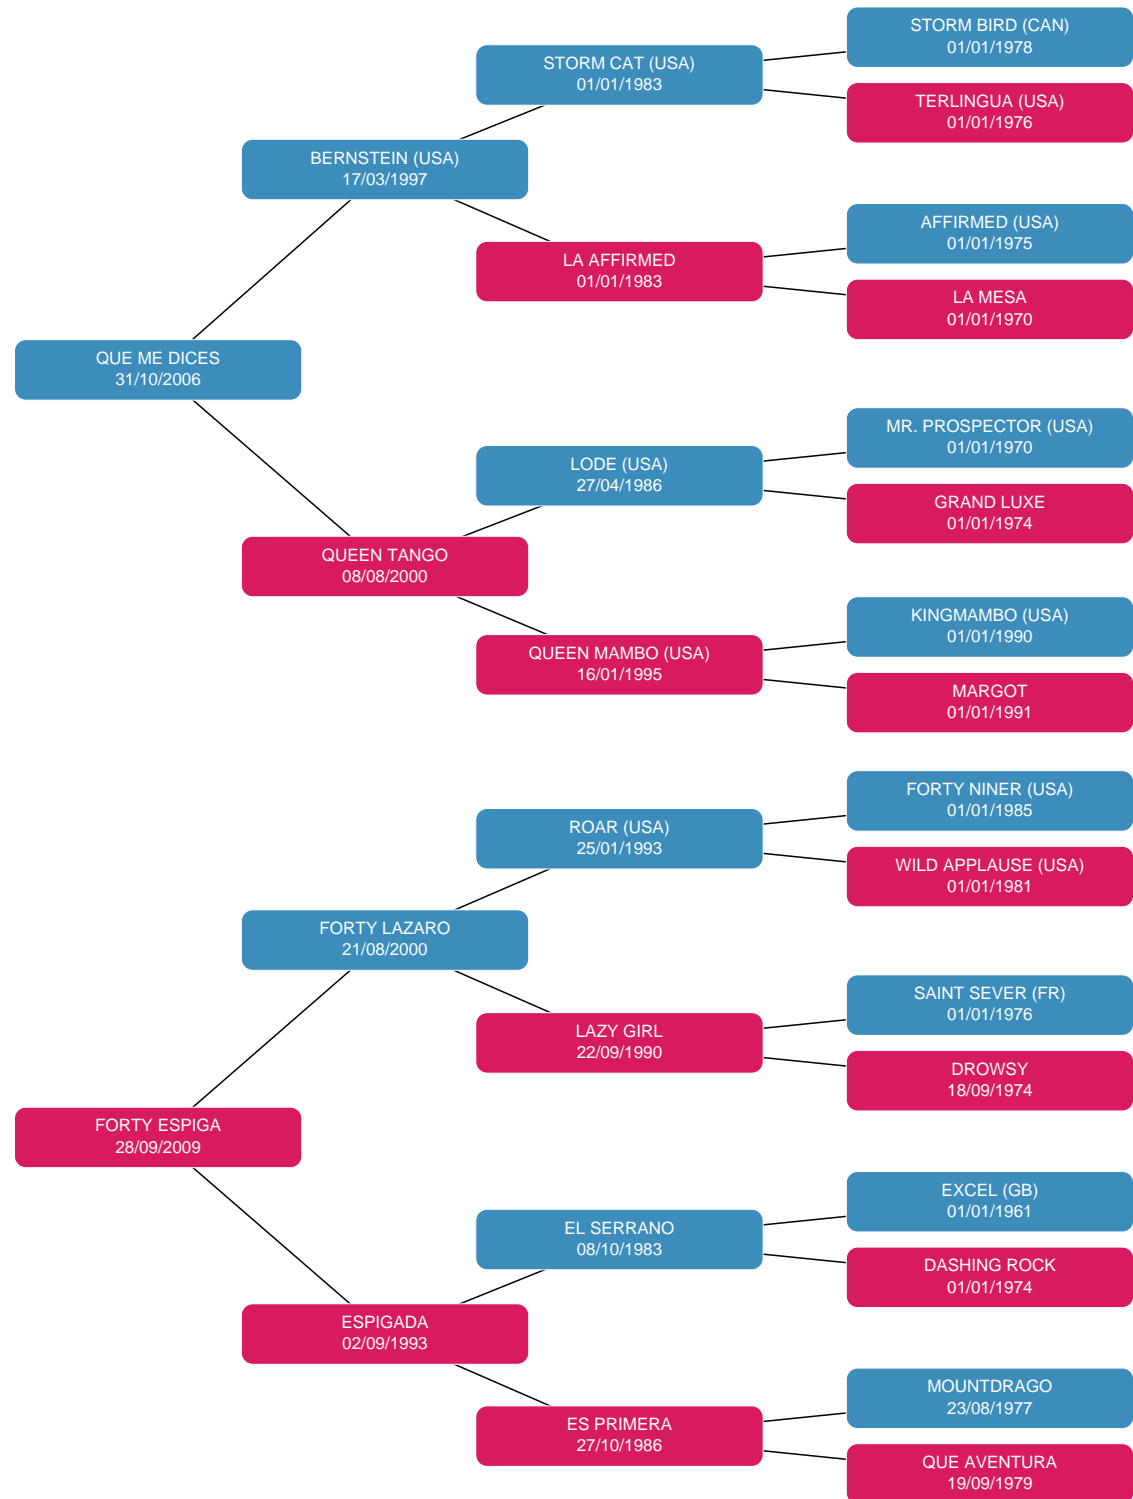 STORM BIRD (CAN)
01/01/1978
STORM CAT (USA)
01/01/1983
TERLINGUA (USA)
01/01/1976
BERNSTEIN (USA)
17/03/1997
AFFIRMED (USA)
01/01/1975
LA AFFIRMED
01/01/1983
LA MESA
01/01/1970
QUE ME DICES
31/10/2006
MR. PROSPECTOR (USA)
01/01/1970
LODE (USA)
27/04/1986
GRAND LUXE
01/01/1974
QUEEN TANGO
08/08/2000
KINGMAMBO (USA)
01/01/1990
QUEEN MAMBO (USA)
16/01/1995
MARGOT
01/01/1991
FORTY NINER (USA)
01/01/1985
ROAR (USA)
25/01/1993
WILD APPLAUSE (USA)
01/01/1981
FORTY LAZARO
21/08/2000
SAINT SEVER (FR)
01/01/1976
LAZY GIRL
22/09/1990
DROWSY
18/09/1974
FORTY ESPIGA
28/09/2009
EXCEL (GB)
01/01/1961
EL SERRANO
08/10/1983
DASHING ROCK
01/01/1974
ESPIGADA
02/09/1993
MOUNTDRAGO
23/08/1977
ES PRIMERA
27/10/1986
QUE AVENTURA
19/09/1979